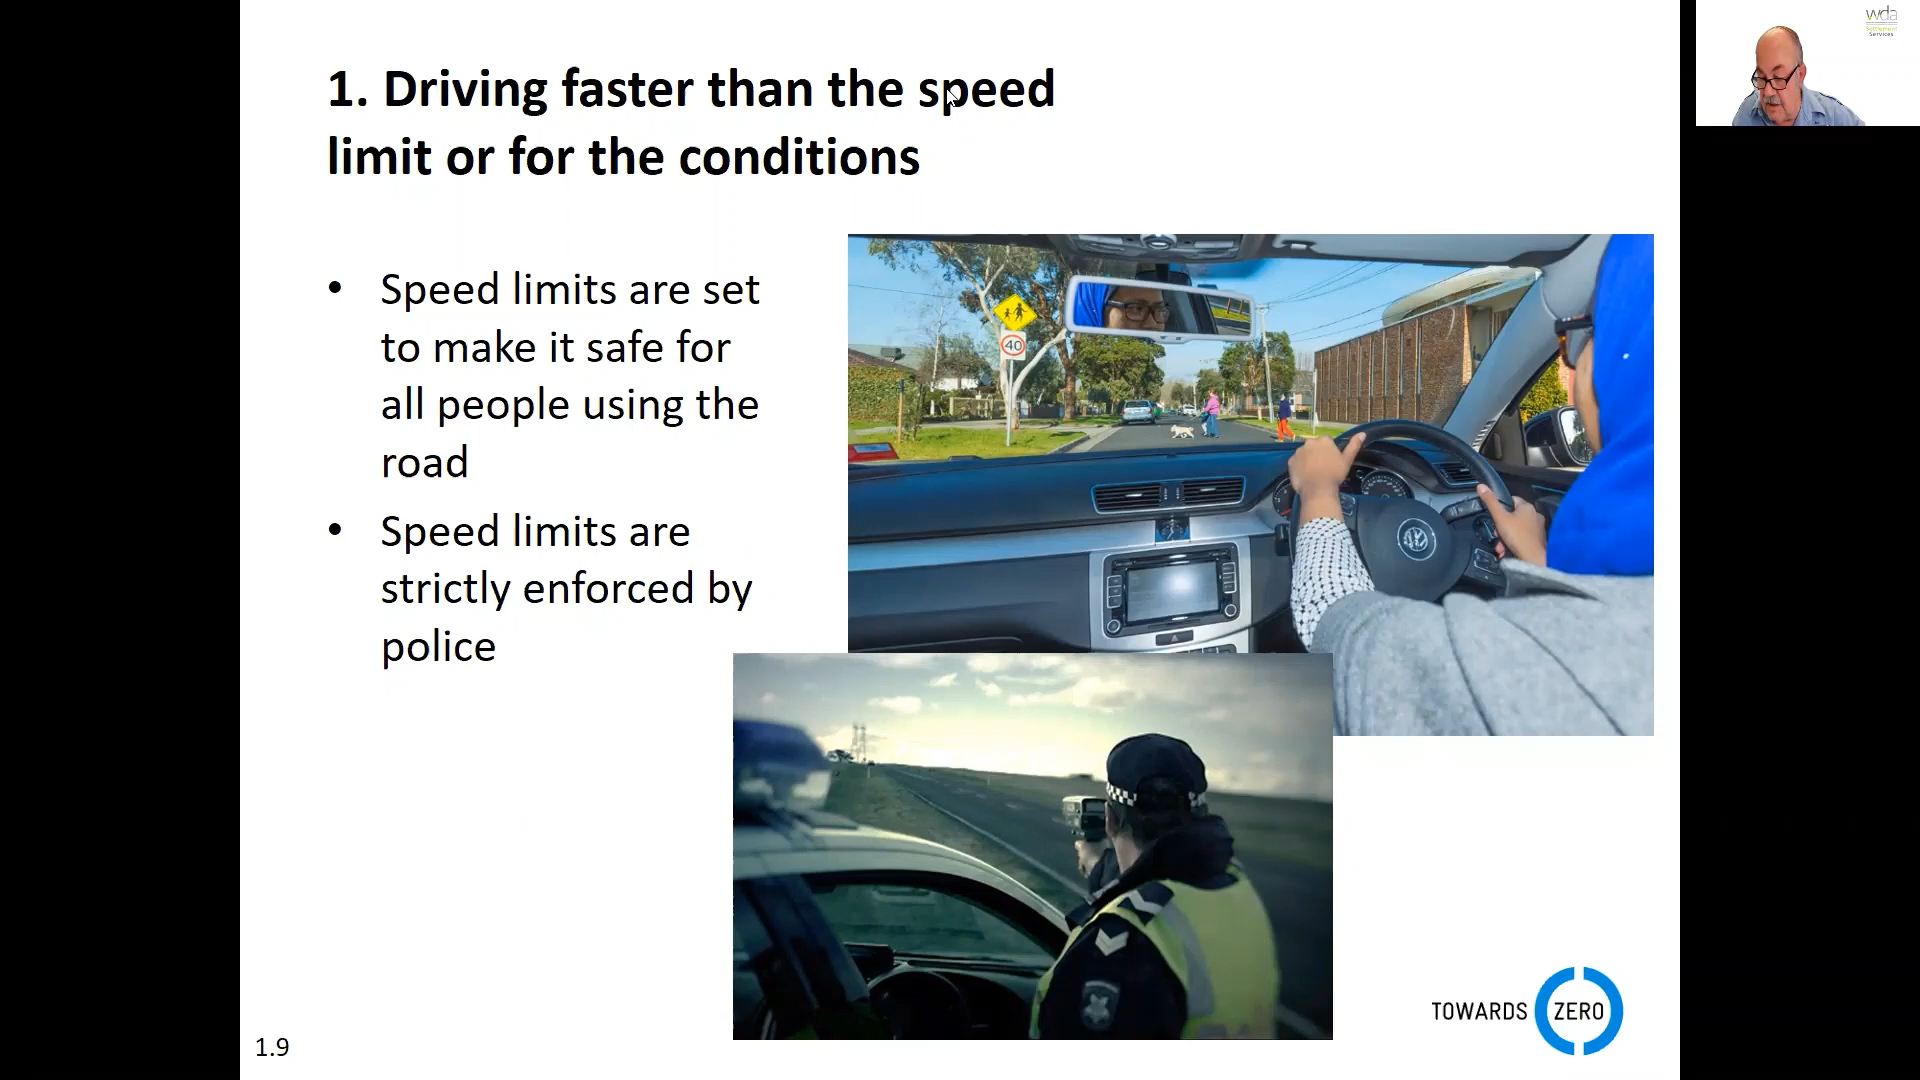 1. Driving faster than the speed
limit or for the conditions
• Speed limits are set
to make it safe for
all people using the
road
• Speed limits are
strictly enforced by
police
40
TOWARDS ZERO
1.9
wda
Settlement
Services